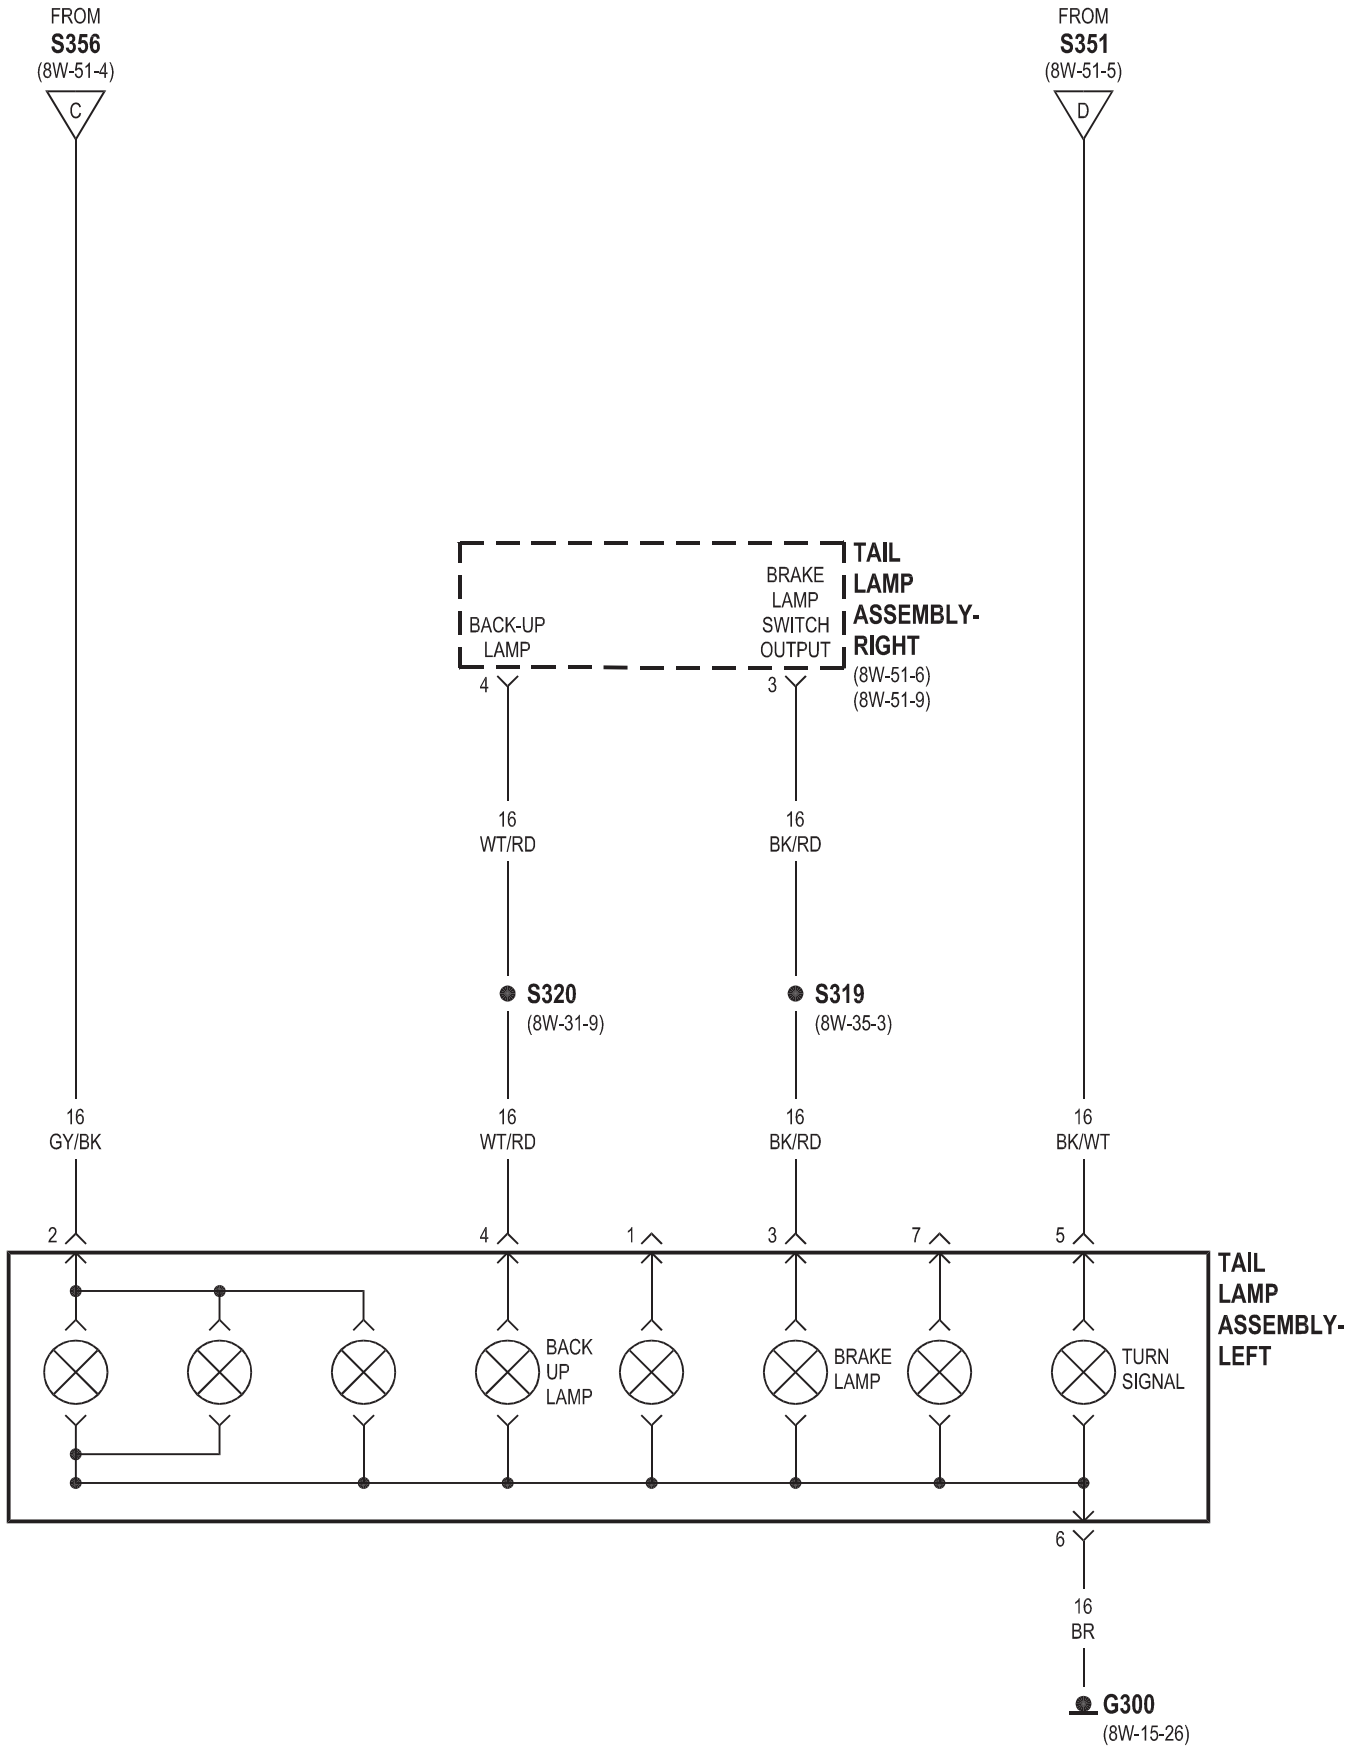 FROM
S356
(8W-51-4)
C
FROM
S351
(8W-51-5)
D
BACK-UP
LAMP
BRAKE
LAMP
SWITCH
OUTPUT
TAIL
LAMP
ASSEMBLY-
RIGHT
(8W-51-6)
(8W-51-9)
4
3
16
WT/RD
16
BK/RD
S320
(8W-31-9)
S319
(8W-35-3)
16
GY/BK
16
WT/RD
16
BK/RD
16
BK/WT
2
4
1
3
7
5
TAIL
LAMP
ASSEMBLY-
LEFT
BACK
UP
LAMP
BRAKE
LAMP
TURN
SIGNAL
6
16
BR
G300
(8W-15-26)